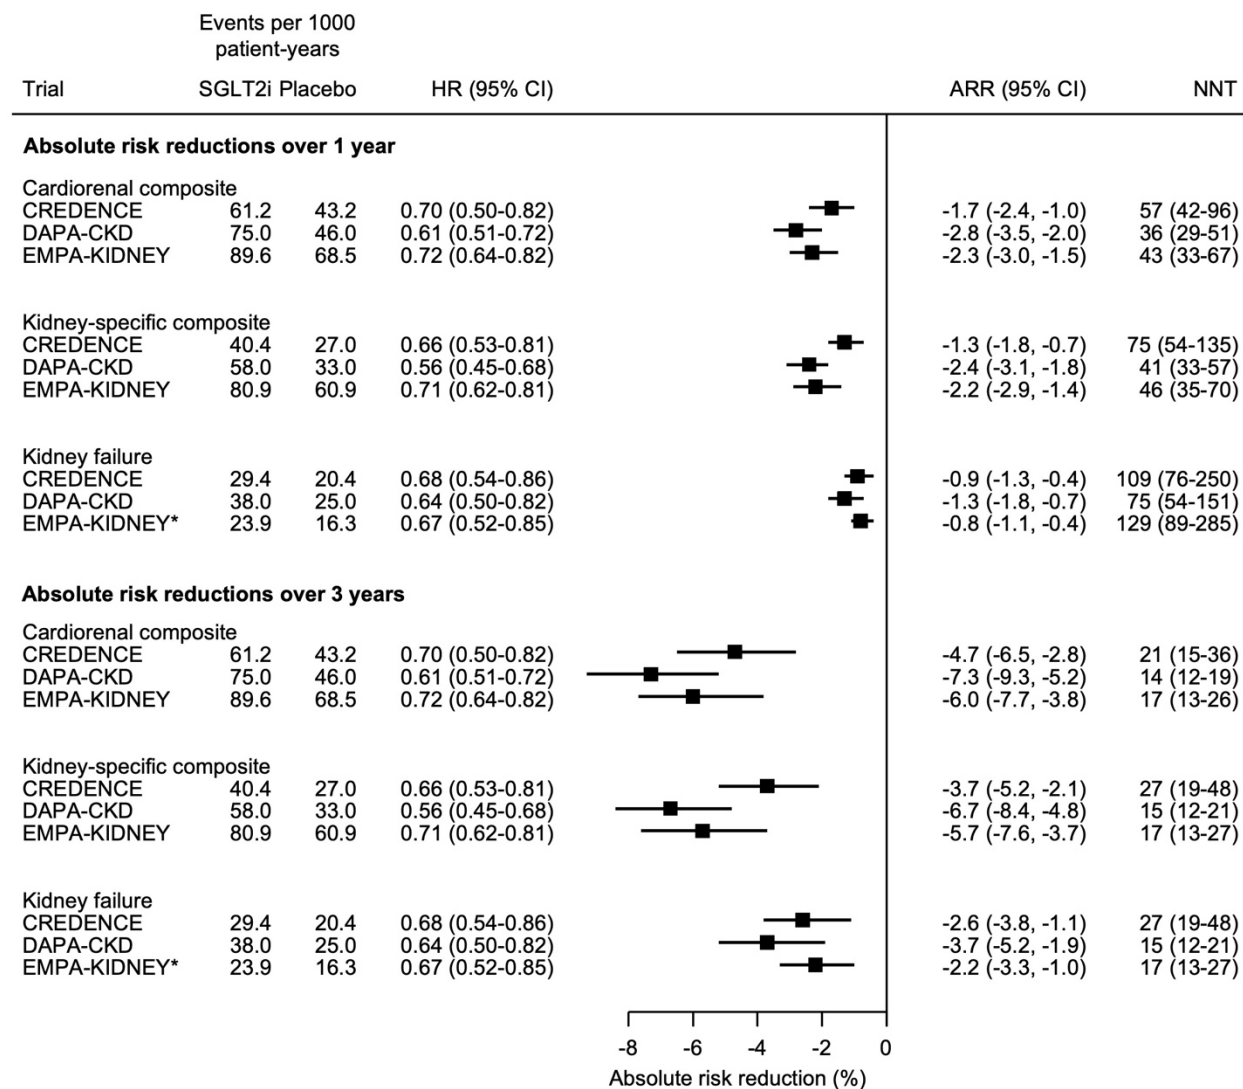 Events per 1000
patient-years
Trial SGLT2i Placebo HR (95% CI) ARR (95% CI) NNT
Absolute risk reductions over 1 year
Cardiorenal composite
CREDENCE 61.2 43.2 0.70 (0.50-0.82) -1.7 (-2.4, -1.0) 57 (42-96)
DAPA-CKD 75.0 46.0 0.61 (0.51-0.72) -2.8 (-3.5, -2.0) 36 (29-51)
EMPA-KIDNEY 89.6 68.5 0.72 (0.64-0.82) -2.3 (-3.0, -1.5) 43 (33-67)
Kidney-specific composite
CREDENCE 40.4 27.0 0.66 (0.53-0.81) -1.3 (-1.8, -0.7) 75 (54-135)
DAPA-CKD 58.0 33.0 0.56 (0.45-0.68) -2.4 (-3.1, -1.8) 41 (33-57)
EMPA-KIDNEY 80.9 60.9 0.71 (0.62-0.81) -2.2 (-2.9, -1.4) 46 (35-70)
Kidney failure
CREDENCE 29.4 20.4 0.68 (0.54-0.86) -0.9 (-1.3, -0.4) 109 (76-250)
DAPA-CKD 38.0 25.0 0.64 (0.50-0.82) -1.3 (-1.8, -0.7) 75 (54-151)
EMPA-KIDNEY* 23.9 16.3 0.67 (0.52-0.85) -0.8 (-1.1, -0.4) 129 (89-285)
Absolute risk reductions over 3 years
Cardiorenal composite
CREDENCE 61.2 43.2 0.70 (0.50-0.82) -4.7 (-6.5, -2.8) 21 (15-36)
DAPA-CKD 75.0 46.0 0.61 (0.51-0.72) -7.3 (-9.3, -5.2) 14 (12-19)
EMPA-KIDNEY 89.6 68.5 0.72 (0.64-0.82) -6.0 (-7.7, -3.8) 17 (13-26)
Kidney-specific composite
CREDENCE 40.4 27.0 0.66 (0.53-0.81) -3.7 (-5.2, -2.1) 27 (19-48)
DAPA-CKD 58.0 33.0 0.56 (0.45-0.68) -6.7 (-8.4, -4.8) 15 (12-21)
EMPA-KIDNEY 80.9 60.9 0.71 (0.62-0.81) -5.7 (-7.6, -3.7) 17 (13-27)
Kidney failure
CREDENCE 29.4 20.4 0.68 (0.54-0.86) -2.6 (-3.8, -1.1) 27 (19-48)
DAPA-CKD 38.0 25.0 0.64 (0.50-0.82) -3.7 (-5.2, -1.9) 15 (12-21)
EMPA-KIDNEY* 23.9 16.3 0.67 (0.52-0.85) -2.2 (-3.3, -1.0) 17 (13-27)
-8 -6 -4 -2 0
Absolute risk reduction (%)